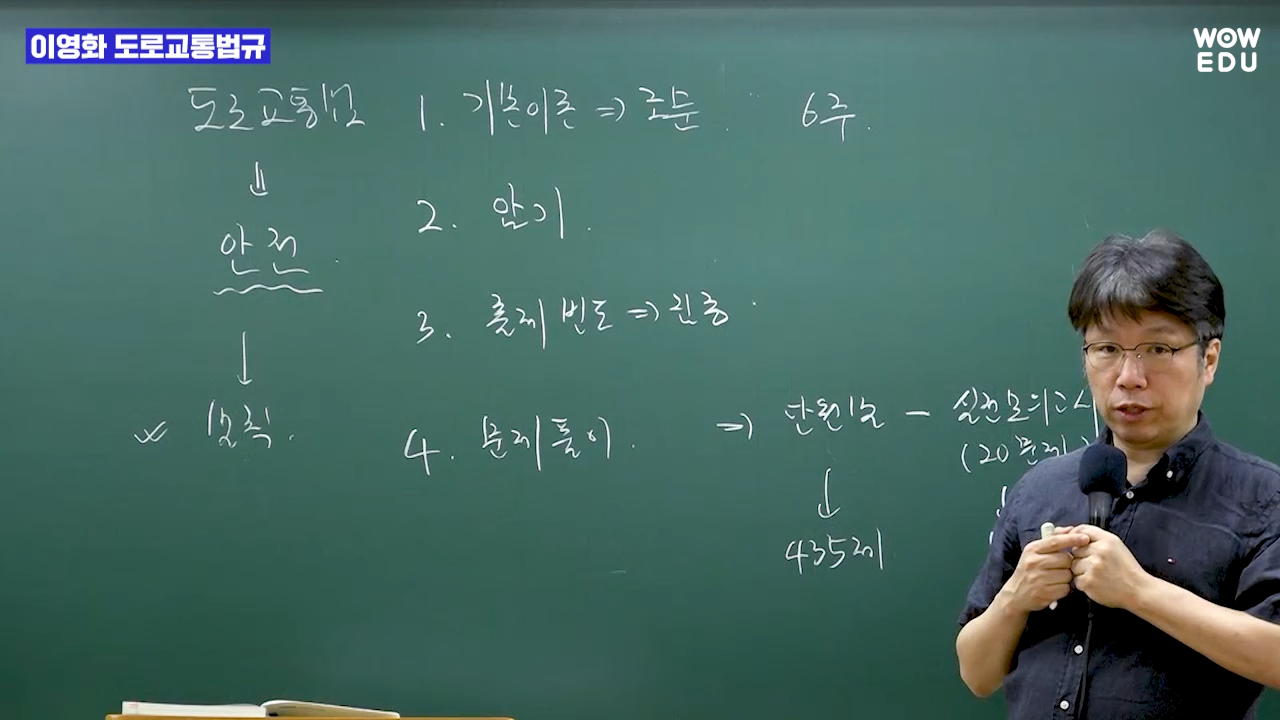 이영화 도로교통법규
WOW
EDU
도로교통법 1. 기본이론 ⇒ 조문. 6주.
⇓
안전.
2. 암기.
3. 출제 빈도 ⇒ 집중
↓
벌칙.
4. 문제풀이. ⇒ 단원별 - 실전모의고사
(20문제)
↓
435제